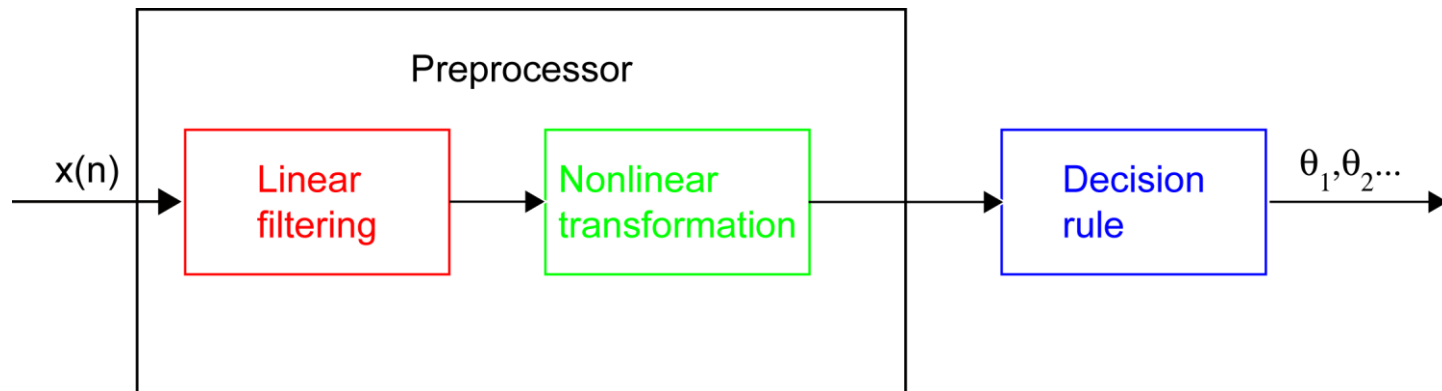 Preprocessor
x(n)
Linear
filtering
Nonlinear
transformation
Decision
rule
θ₁,θ₂...